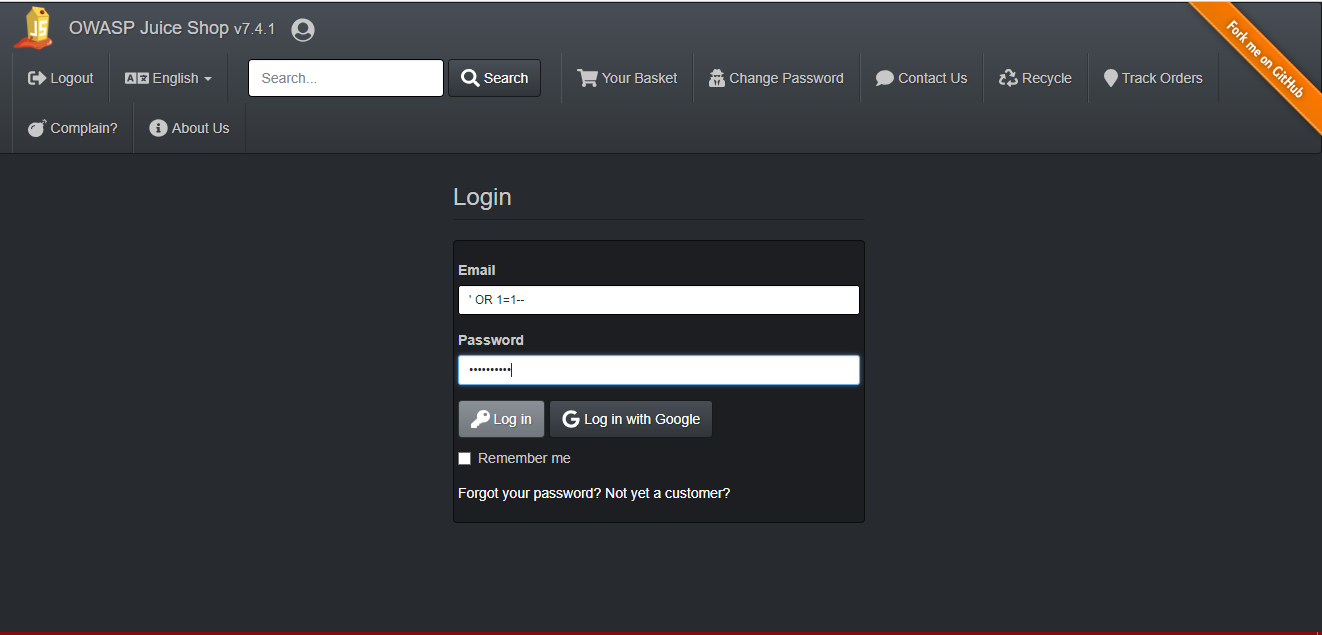 OWASP Juice Shop v7.4.1
Fork me on GitHub
Logout English Search... Search Your Basket Change Password Contact Us Recycle Track Orders
Complain? About Us
Login
Email
' OR 1=1--
Password
••••••••••
Log in Log in with Google
Remember me
Forgot your password? Not yet a customer?